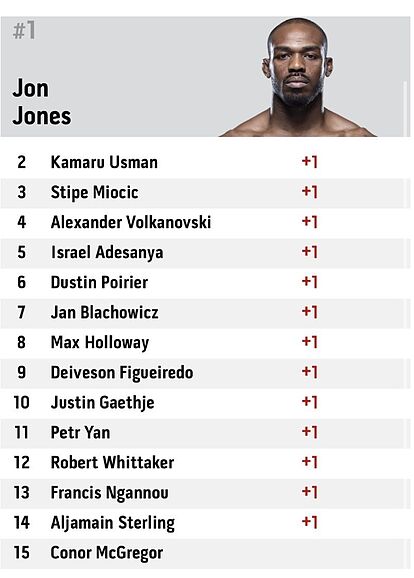 #1
Jon
Jones
2 Kamaru Usman +1
3 Stipe Miocic +1
4 Alexander Volkanovski +1
5 Israel Adesanya +1
6 Dustin Poirier +1
7 Jan Blachowicz +1
8 Max Holloway +1
9 Deiveson Figueiredo +1
10 Justin Gaethje +1
11 Petr Yan +1
12 Robert Whittaker +1
13 Francis Ngannou +1
14 Aljamain Sterling +1
15 Conor McGregor